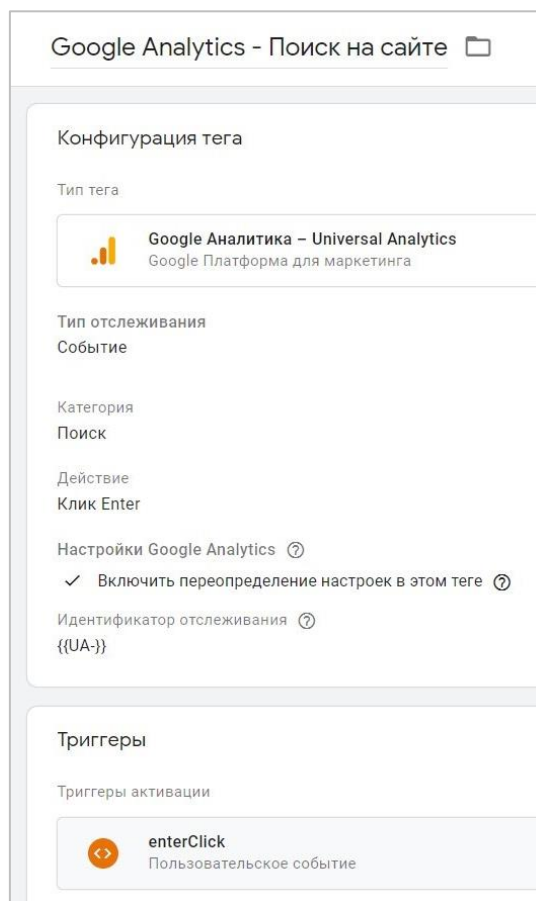 Google Analytics - Поиск на сайте
Конфигурация тега
Тип тега
Google Аналитика – Universal Analytics
Google Платформа для маркетинга
Тип отслеживания
Событие
Категория
Поиск
Действие
Клик Enter
Настройки Google Analytics ?
Включить переопределение настроек в этом теге ?
Идентификатор отслеживания ?
{{UA-}}
Триггеры
Триггеры активации
enterClick
Пользовательское событие